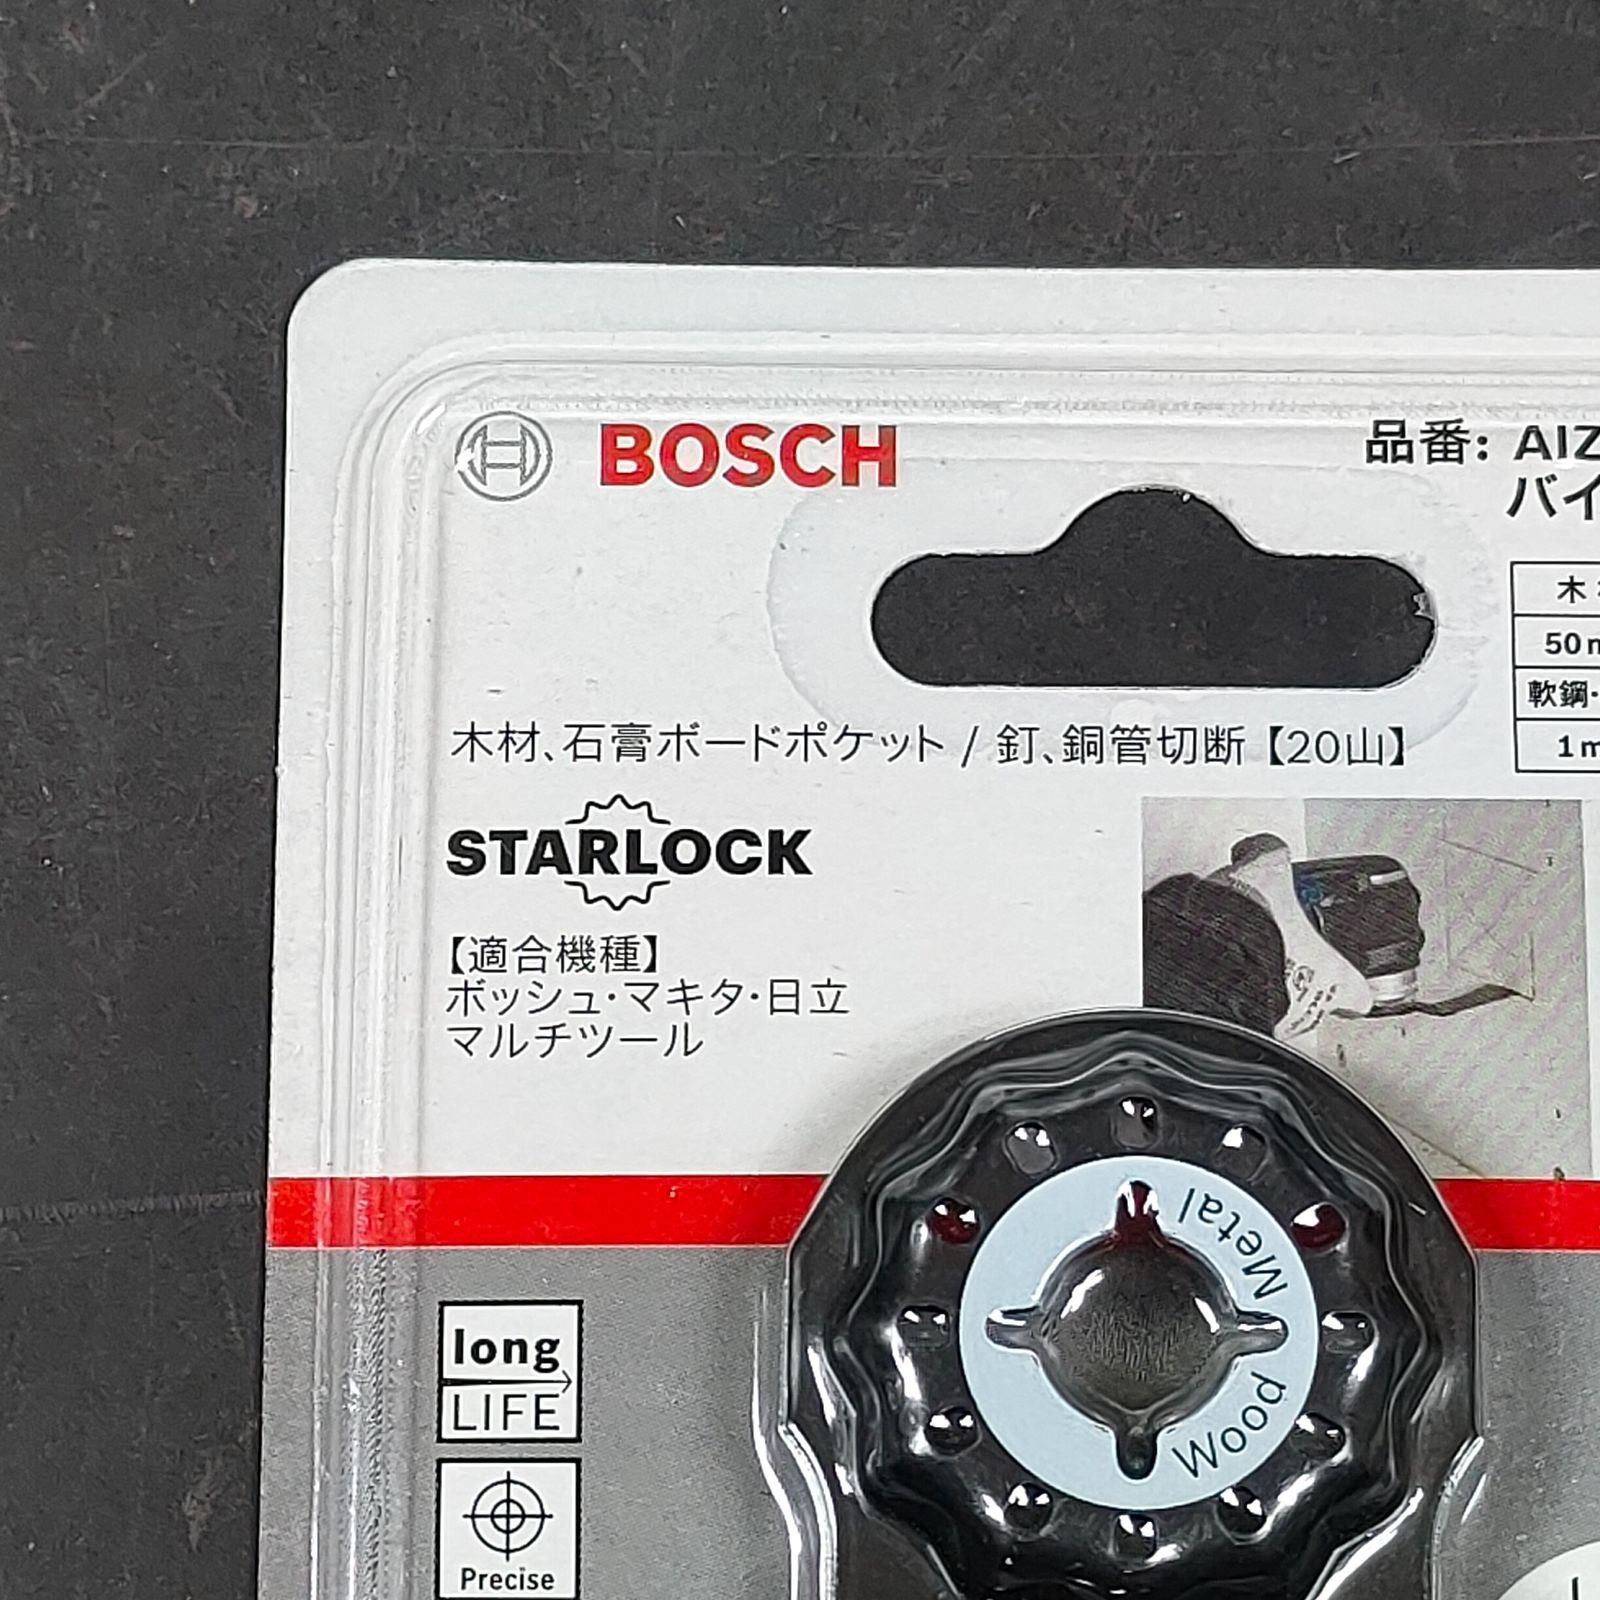 BOSCH
品番: AIZ
バイ
木
50m
軟鋼・
1m
木材、石膏ボードポケット / 釘、銅管切断【20山】
STARLOCK
【適合機種】
ボッシュ・マキタ・日立
マルチツール
Metal
Wood
long
LIFE
Precise